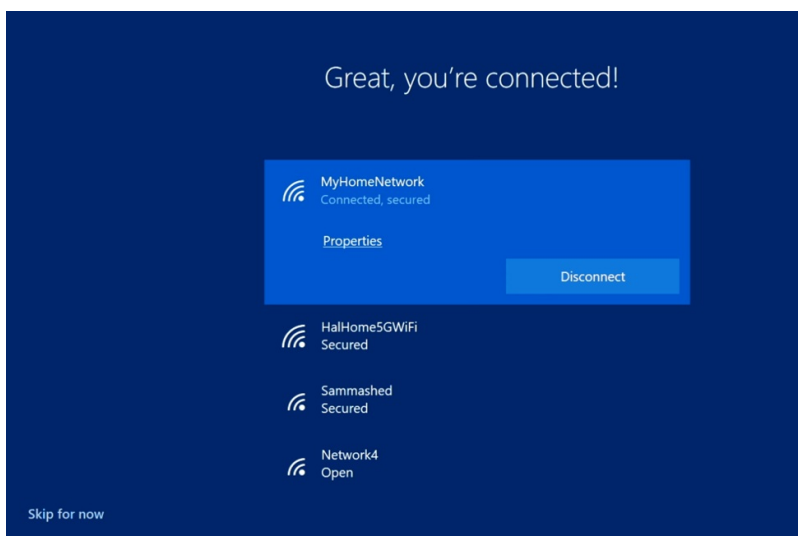 Great, you're connected!
MyHomeNetwork
Connected, secured
Properties
Disconnect
HalHome5GWiFi
Secured
Sammashed
Secured
Network4
Open
Skip for now